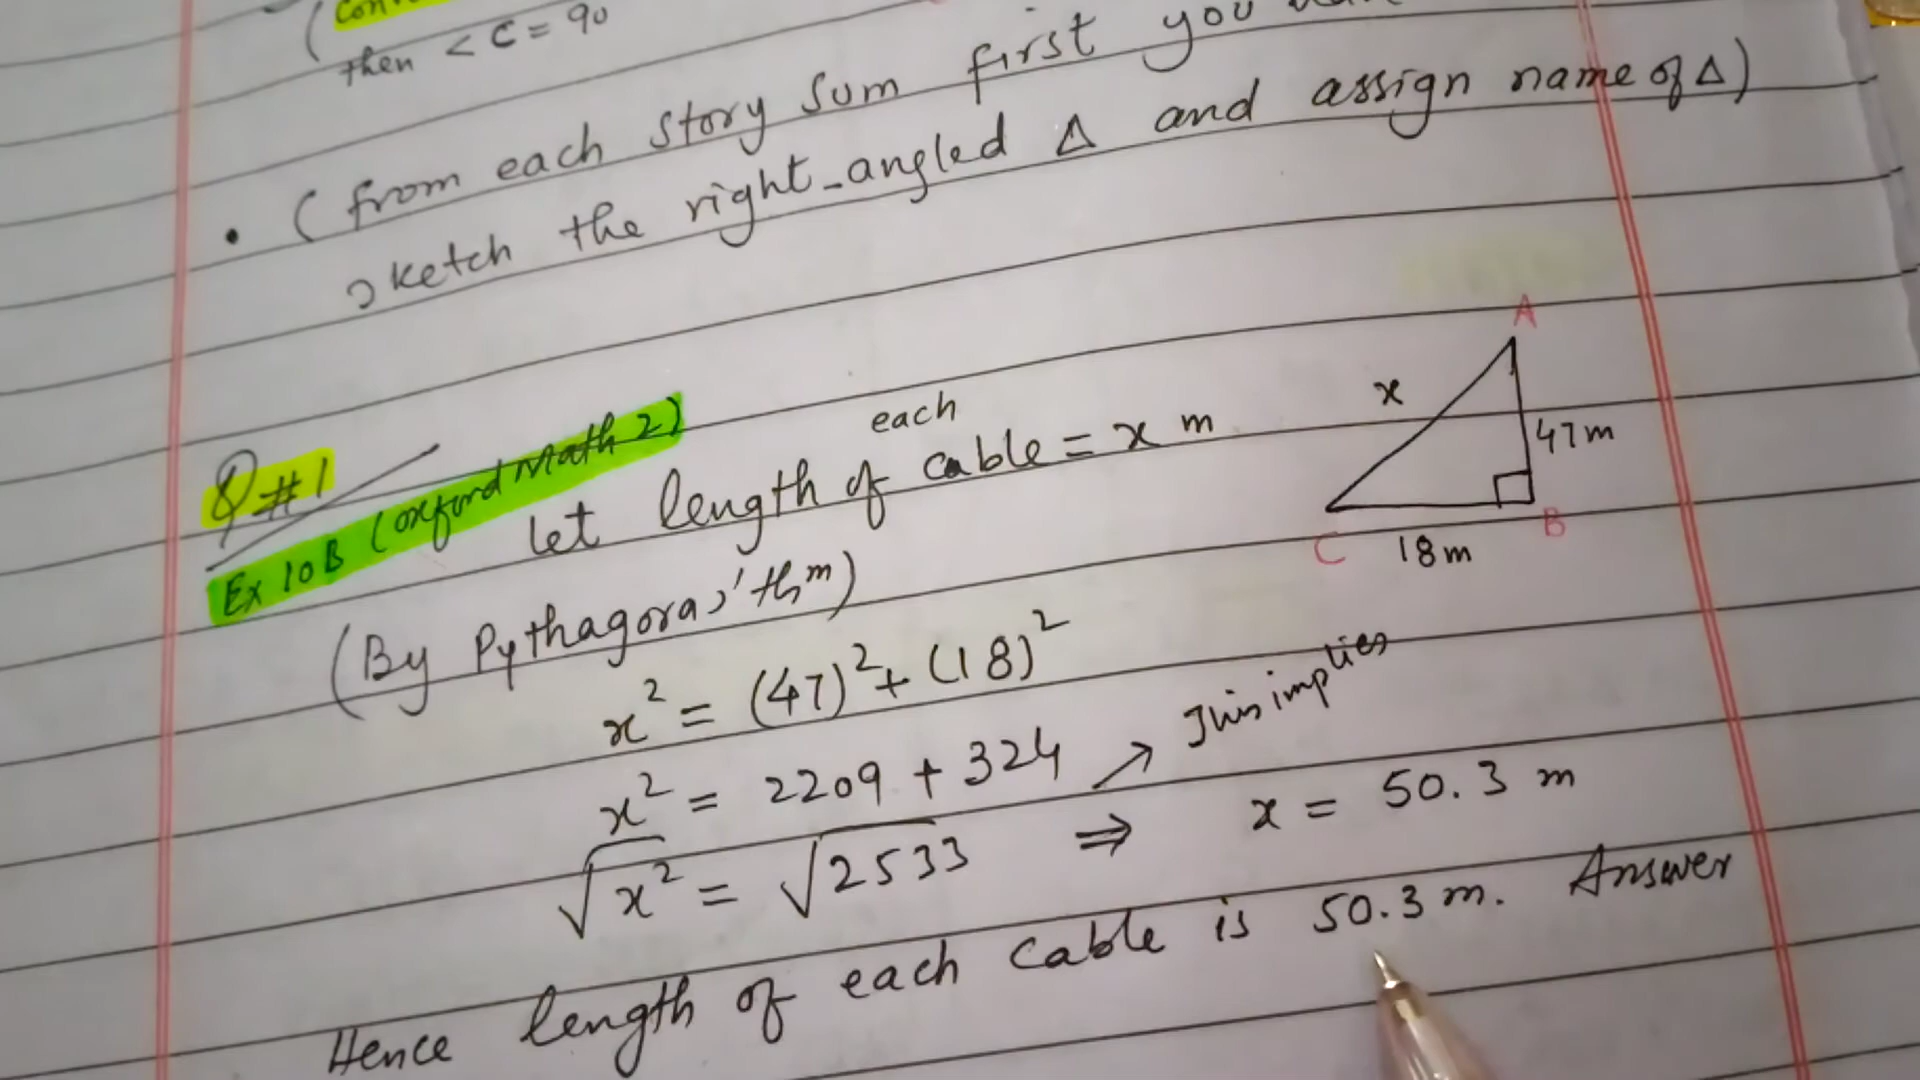 (Con
then < C = 90
• (from each story sum first you
sketch the right-angled Δ and assign name of Δ)
Q#1
Ex 10B (oxford Math 2)
let length of each cable = x m
A
x
47m
B
C
18m
(By Pythagoras' thm)
x² = (47)² + (18)²
x² = 2209 + 324
This implies
√x² = √2533 ⇒ x = 50.3 m
Hence length of each cable is 50.3 m. Answer